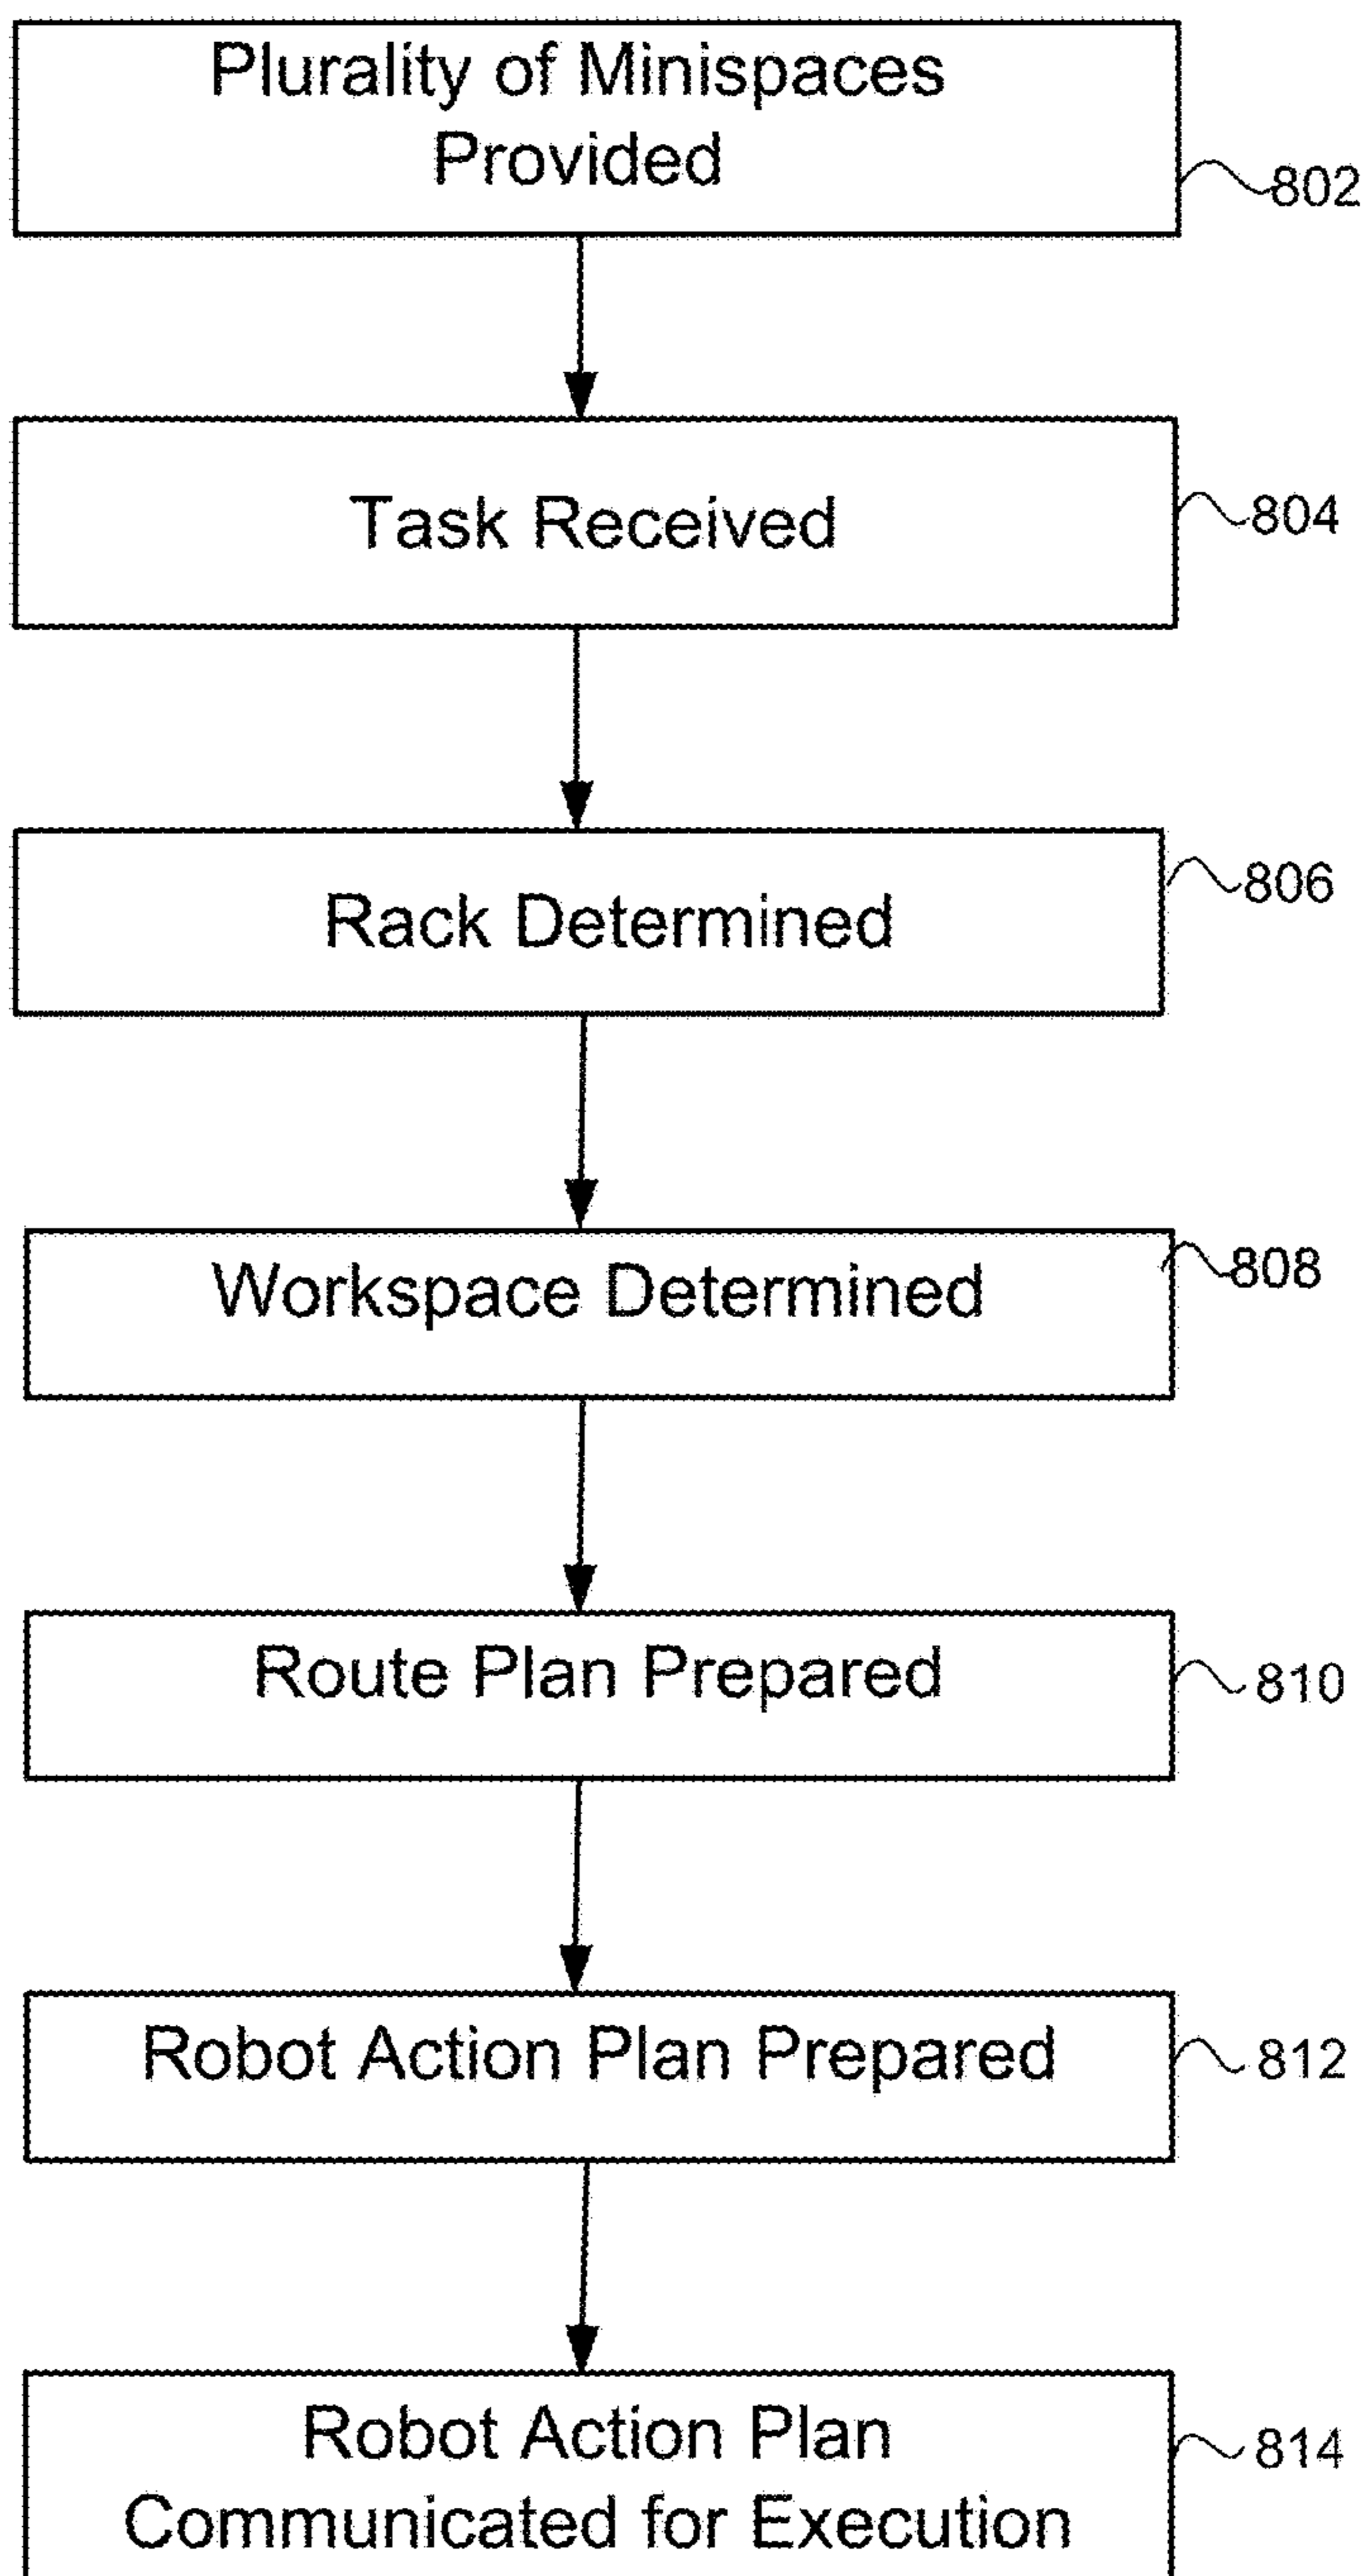 Plurality of Minispaces
Provided
802
Task Received
804
Rack Determined
806
Workspace Determined
808
Route Plan Prepared
810
Robot Action Plan Prepared
812
Robot Action Plan
Communicated for Execution
814